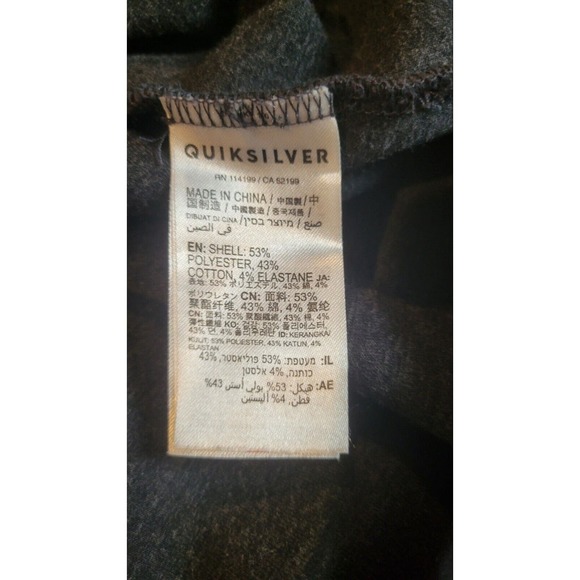 QUIKSILVER
RN 114199 / CA 62199
MADE IN CHINA / 中国製 / 中
国制造 / 中國製造 / 중국제품 /
DIBUAT DI CINA / מיוצר בסין / صنع
في الصين
EN: SHELL: 53%
POLYESTER, 43%
COTTON, 4% ELASTANE JA:
表地: 53% ポリエステル, 43% 綿, 4%
ポリウレタン CN: 面料: 53%
聚酯纤维, 43% 綿, 4% 氨纶
CN: 面料: 53% 聚酯纖維, 43% 棉, 4%
彈性纖維 KO: 겉감: 53% 폴리에스터,
43% 면, 4% 폴리우레탄 ID: KERANGKA/
KULIT: 53% POLIESTER, 43% KATUN, 4%
ELASTAN
IL: מעטפת: 53% פוליאסטר, 43%
כותנה, 4% אלסטן
AE: هيكل: 53% بولي أستر, 43%
قطن, 4% اليستين